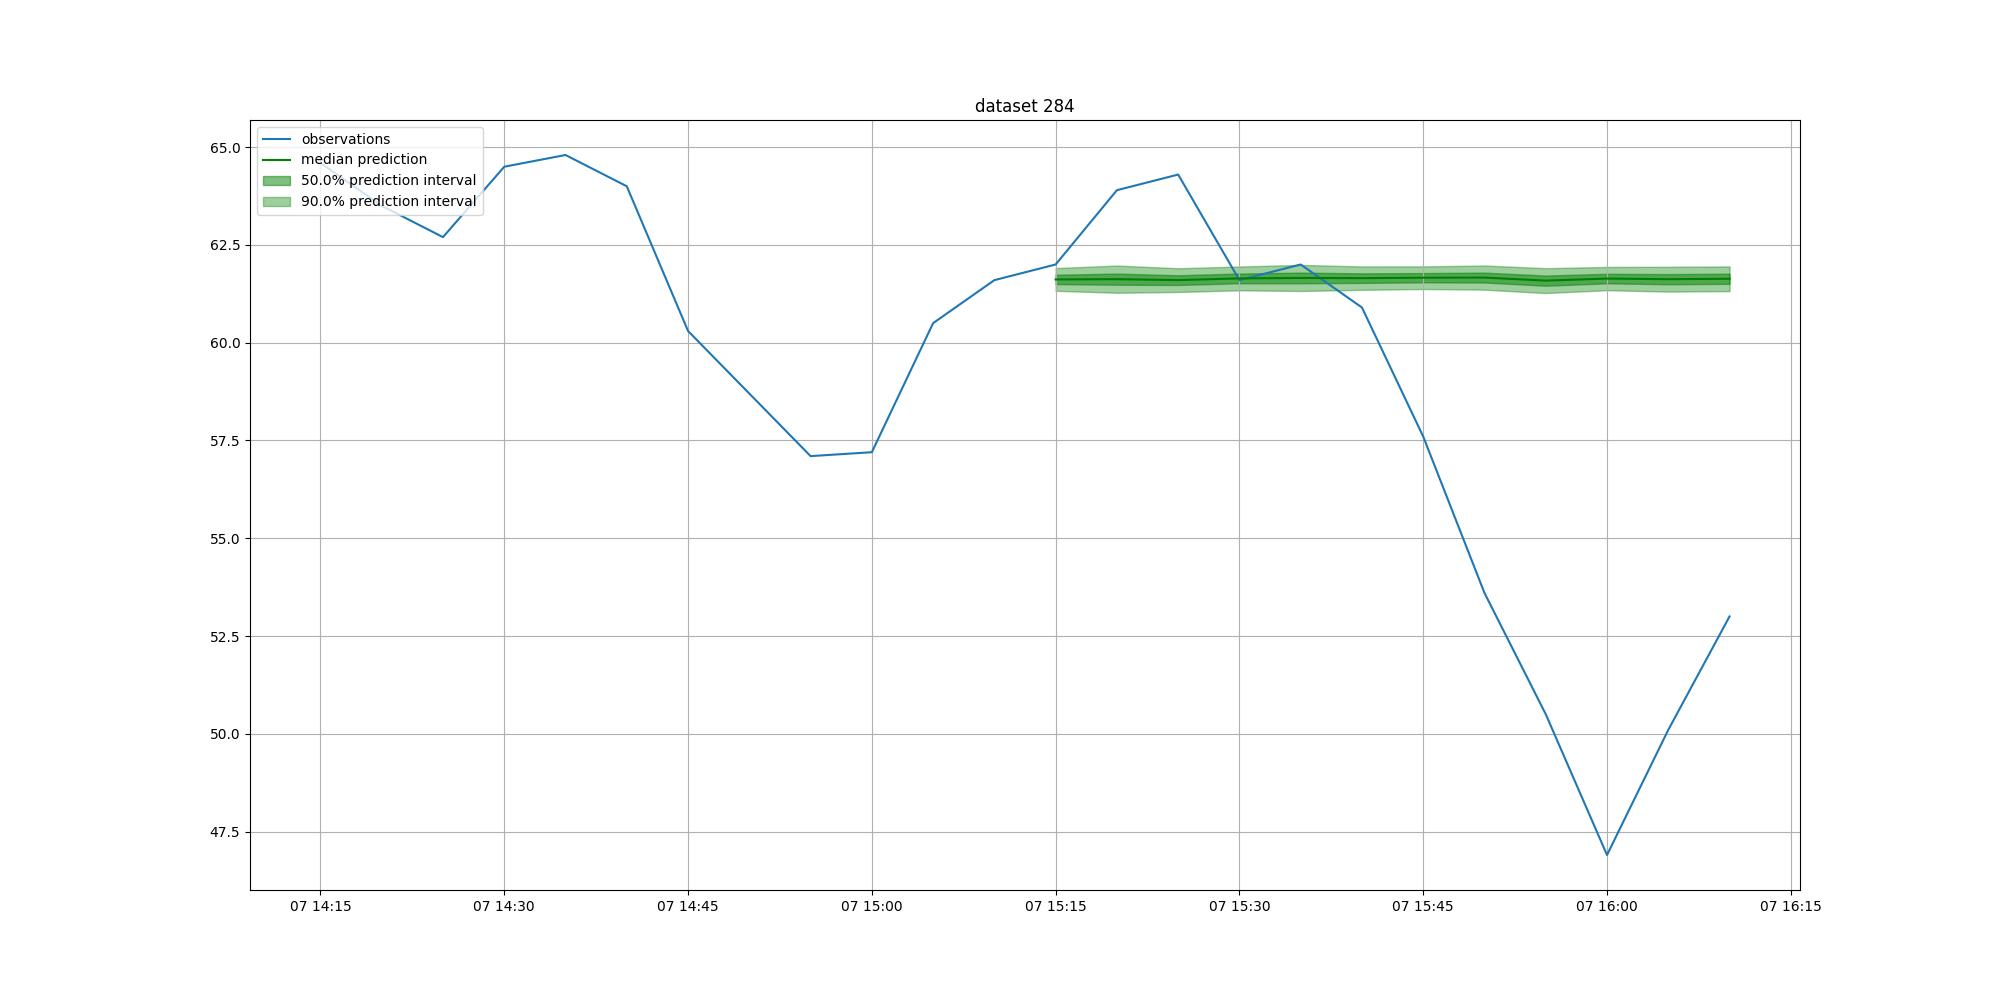 dataset 284
observations
median prediction
50.0% prediction interval
90.0% prediction interval
65.0
62.5
60.0
57.5
55.0
52.5
50.0
47.5
07 14:15 07 14:30 07 14:45 07 15:00 07 15:15 07 15:30 07 15:45 07 16:00 07 16:15